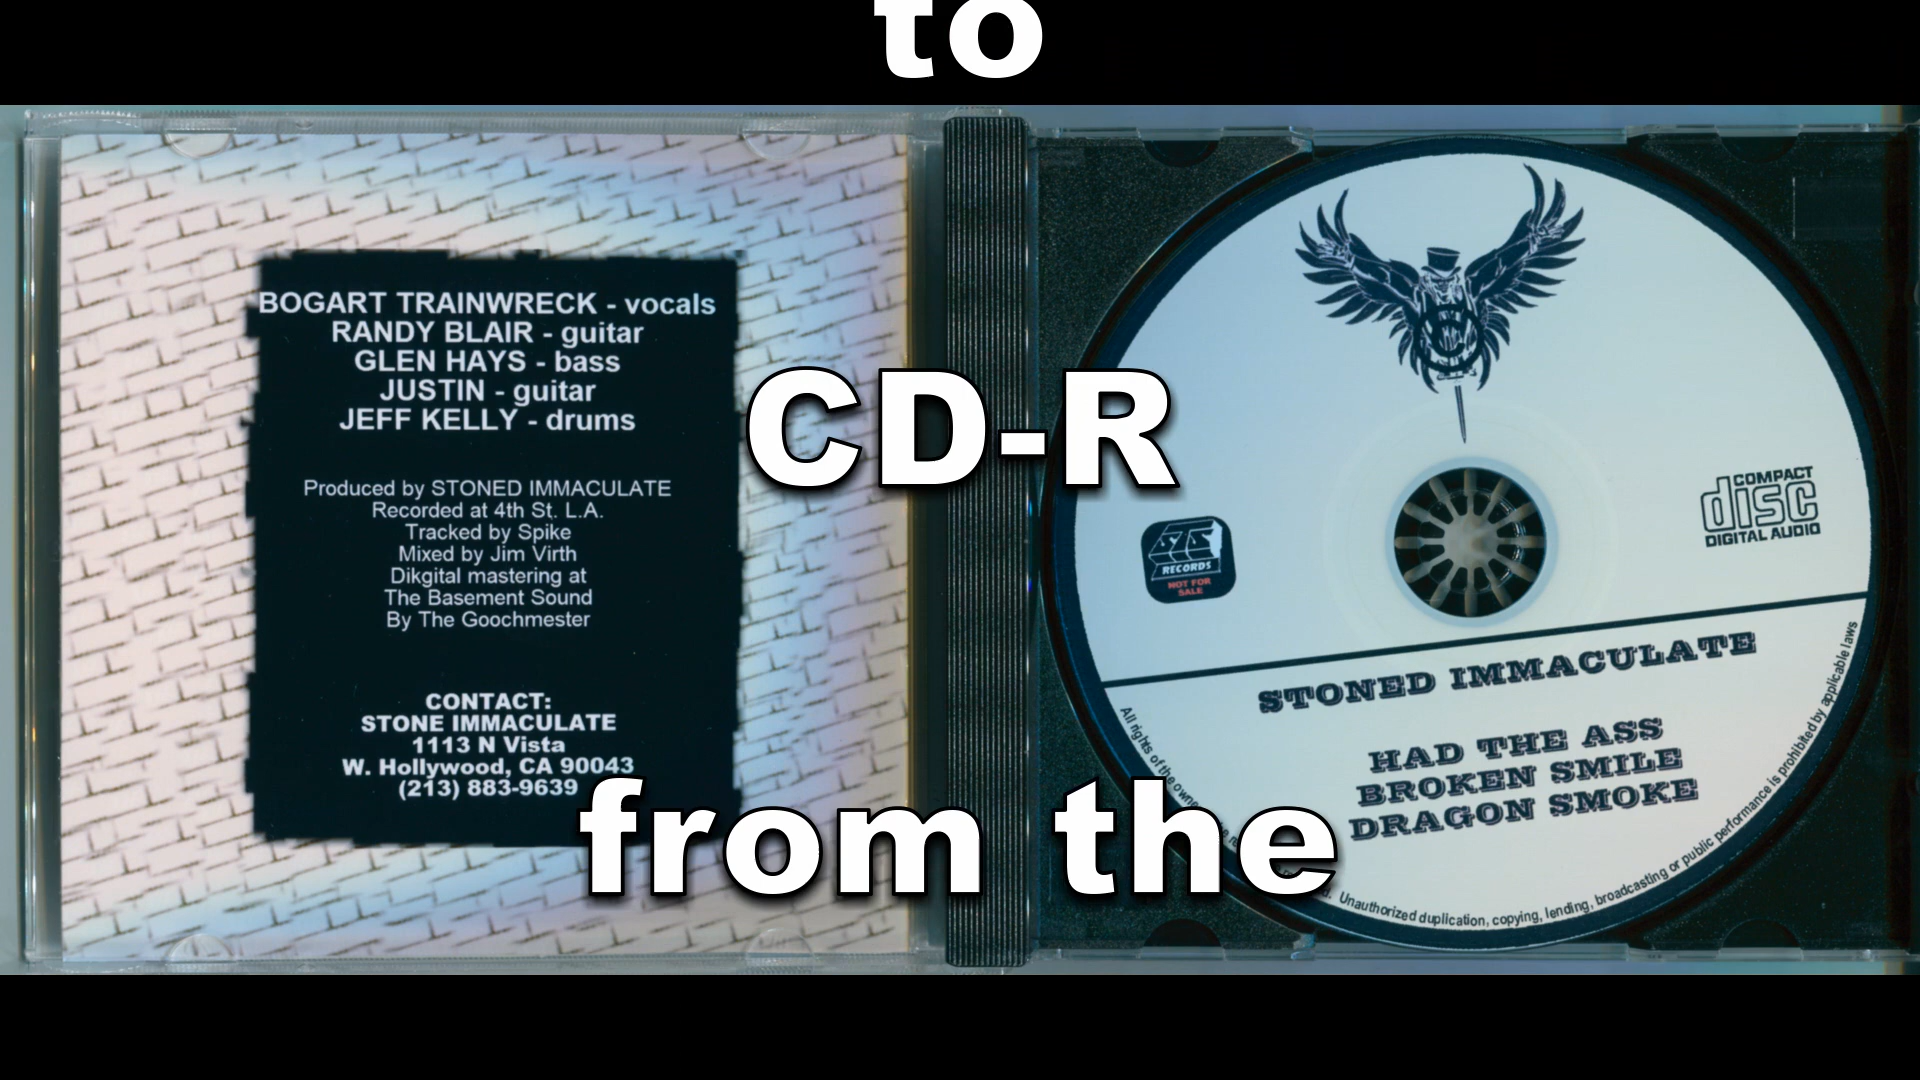 to
CD-R
from the
BOGART TRAINWRECK - vocals
RANDY BLAIR - guitar
GLEN HAYS - bass
JUSTIN - guitar
JEFF KELLY - drums
Produced by STONED IMMACULATE
Recorded at 4th St. L.A.
Tracked by Spike
Mixed by Jim Virth
Dikgital mastering at
The Basement Sound
By The Goochmester
CONTACT:
STONE IMMACULATE
1113 N Vista
W. Hollywood, CA 90043
(213) 883-9639
COMPACT
disc
DIGITAL AUDIO
RECORDS
NOT FOR
SALE
STONED IMMACULATE
HAD THE ASS
BROKEN SMILE
DRAGON SMOKE
All rights of the owner Unauthorized duplication, copying, lending, broadcasting or public performance is prohibited by applicable laws